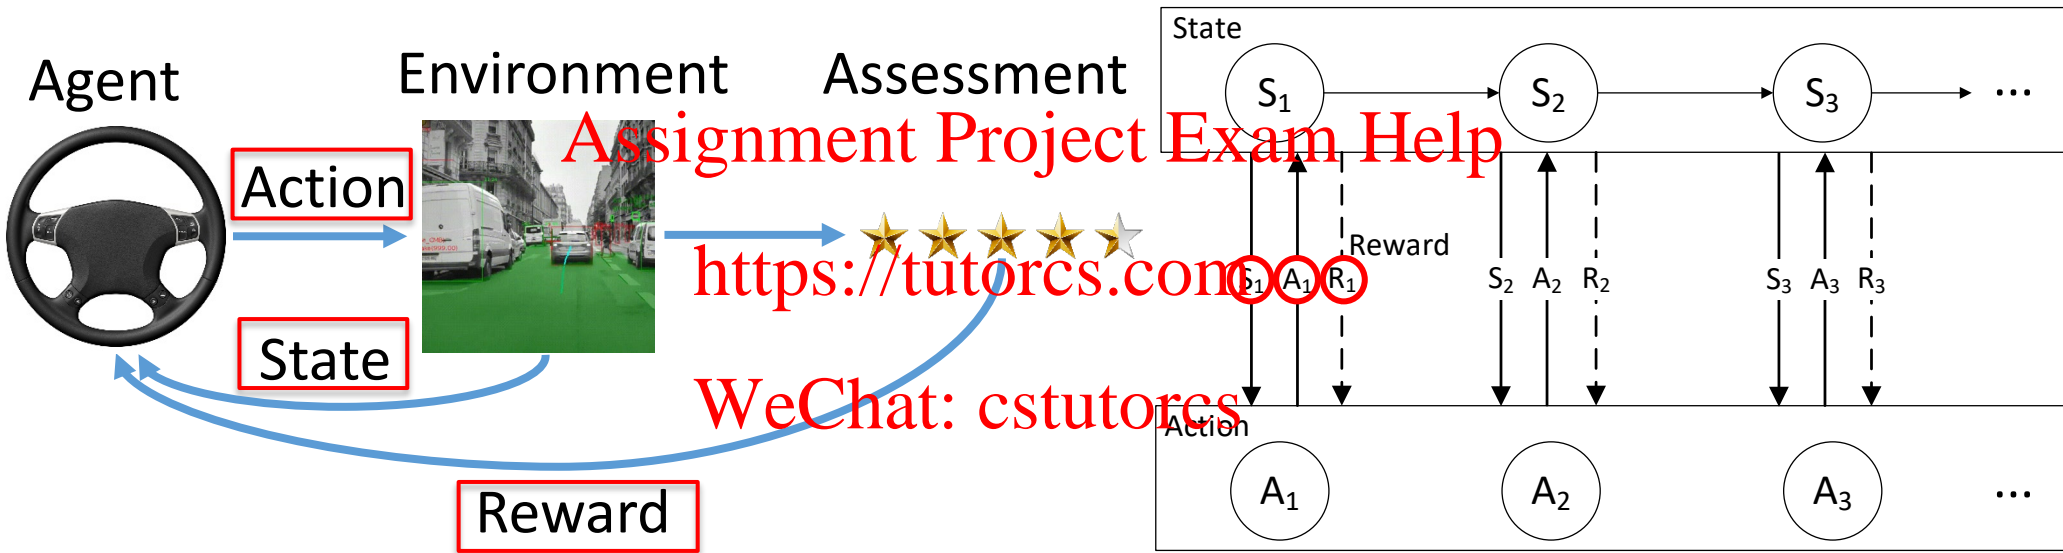 Agent
Environment
Assessment
Action
State
Reward
Assignment Project Exam Help
https://tutorcs.com
WeChat: cstutorcs
State
S1
S2
S3
...
Reward
S1 A1 R1
S2 A2 R2
S3 A3 R3
Action
A1
A2
A3
...